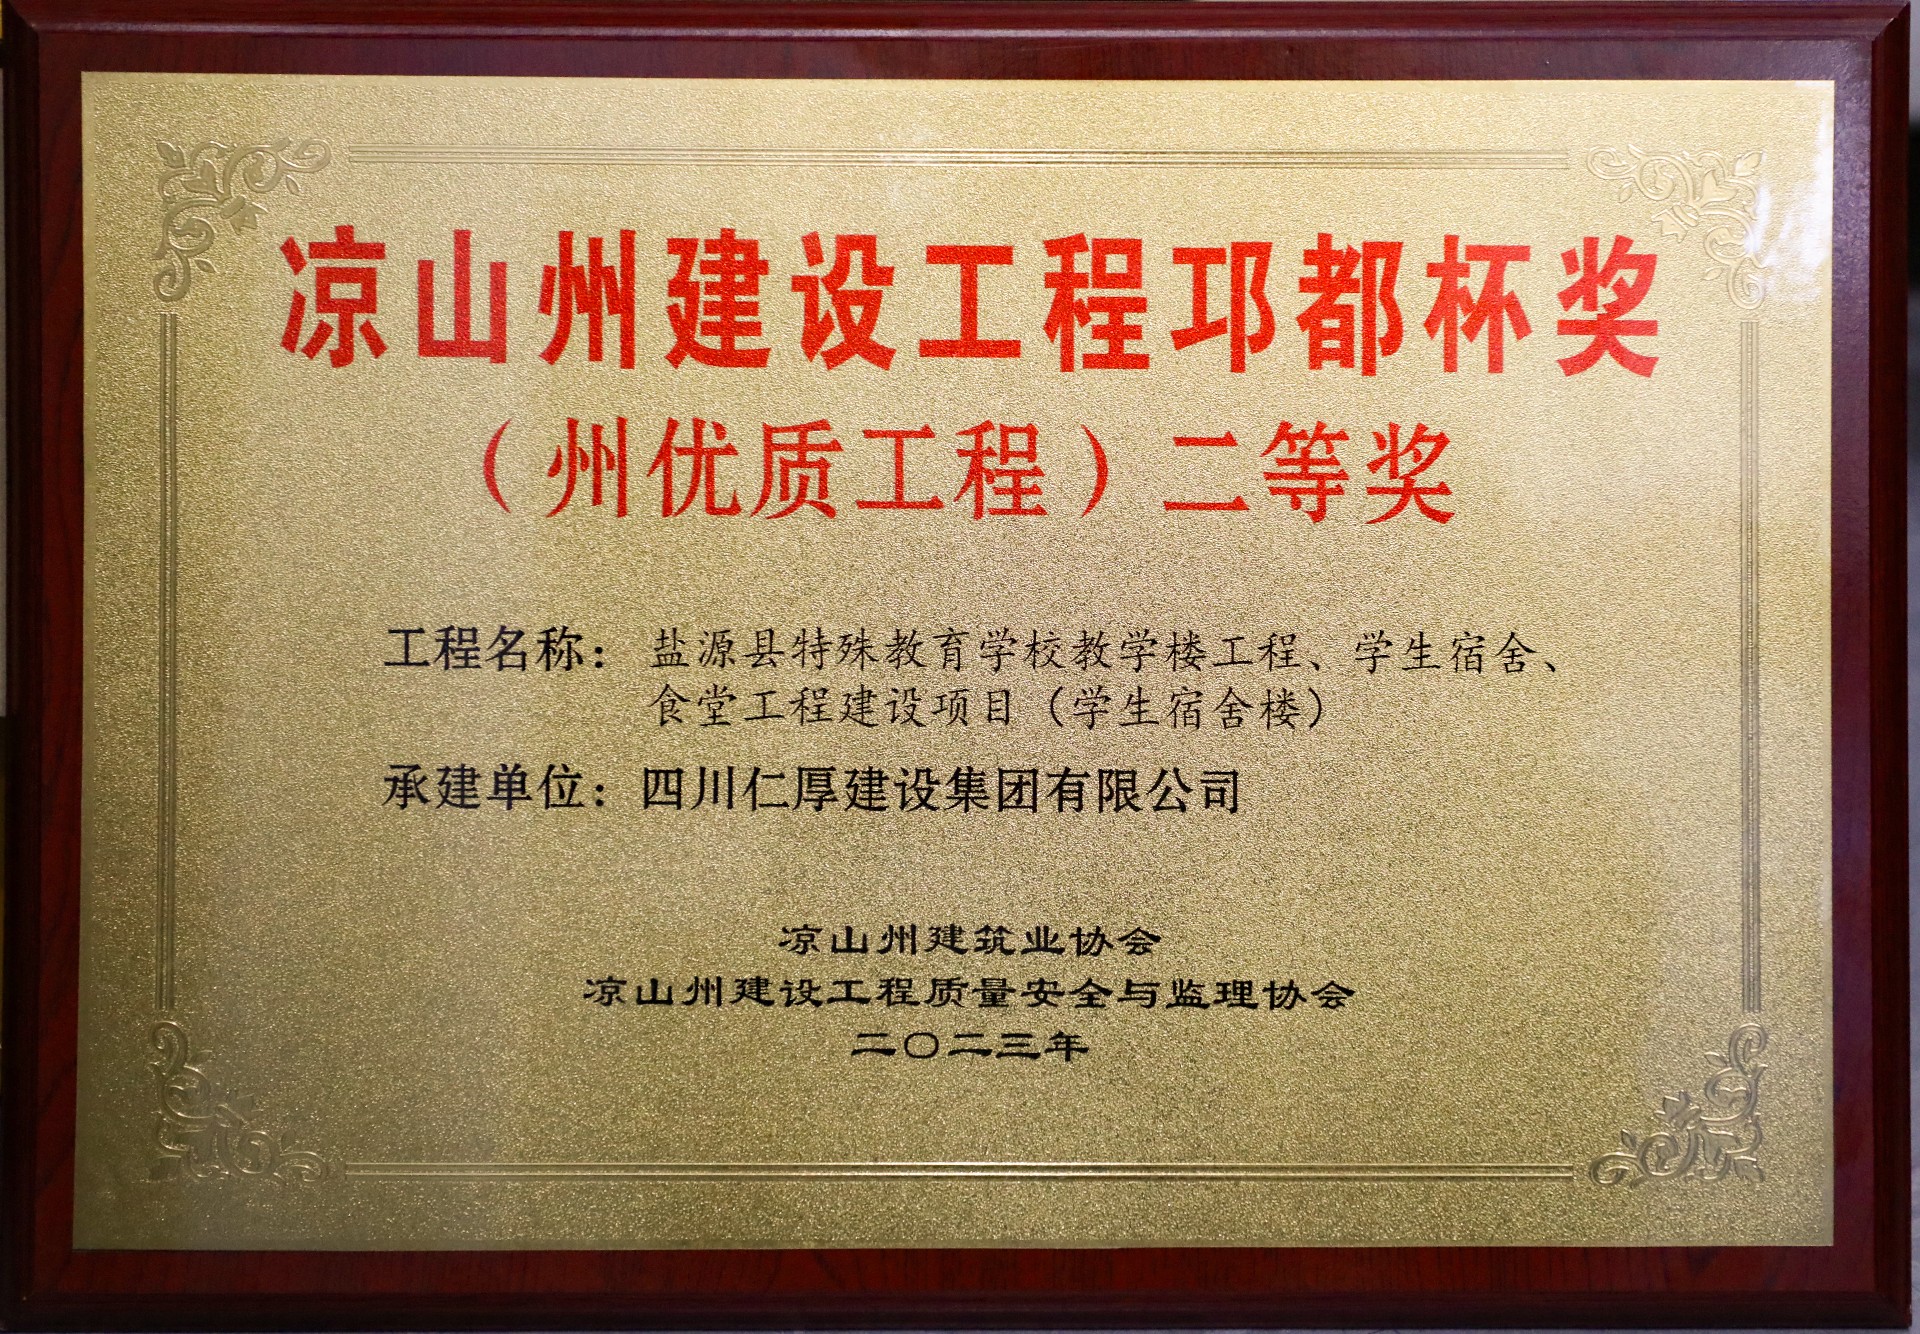 凉山州建设工程邛都杯奖
（州优质工程）二等奖
工程名称：盐源县特殊教育学校教学楼工程、学生宿舍、
食堂工程建设项目（学生宿舍楼）
承建单位：四川仁厚建设集团有限公司
凉山州建筑业协会
凉山州建设工程质量安全与监理协会
二〇二三年